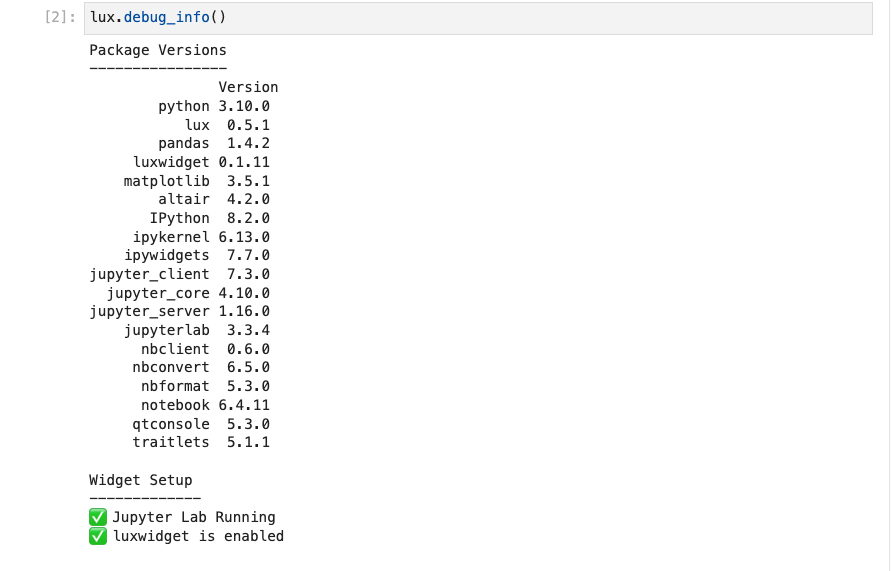 [2]: lux.debug_info()
Package Versions
----------------
Version
python 3.10.0
lux 0.5.1
pandas 1.4.2
luxwidget 0.1.11
matplotlib 3.5.1
altair 4.2.0
IPython 8.2.0
ipykernel 6.13.0
ipywidgets 7.7.0
jupyter_client 7.3.0
jupyter_core 4.10.0
jupyter_server 1.16.0
jupyterlab 3.3.4
nbclient 0.6.0
nbconvert 6.5.0
nbformat 5.3.0
notebook 6.4.11
qtconsole 5.3.0
traitlets 5.1.1
Widget Setup
-------------
✅ Jupyter Lab Running
✅ luxwidget is enabled